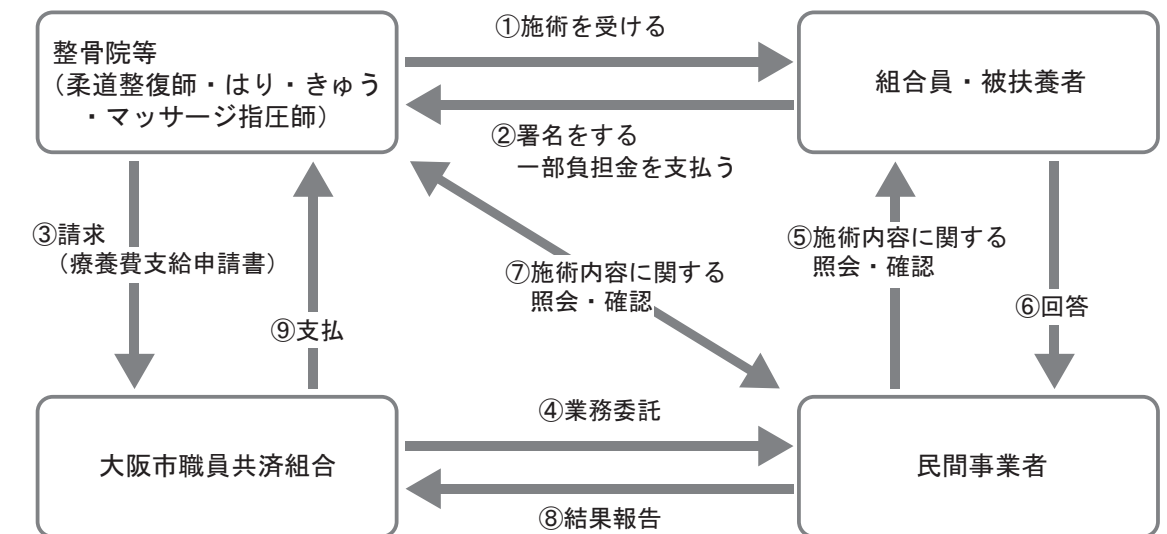 ①施術を受ける
整骨院等
（柔道整復師・はり・きゅう
・マッサージ指圧師）
組合員・被扶養者
②署名をする
一部負担金を支払う
③請求
（療養費支給申請書）
⑤施術内容に関する
照会・確認
⑦施術内容に関する
照会・確認
⑥回答
⑨支払
④業務委託
大阪市職員共済組合
民間事業者
⑧結果報告